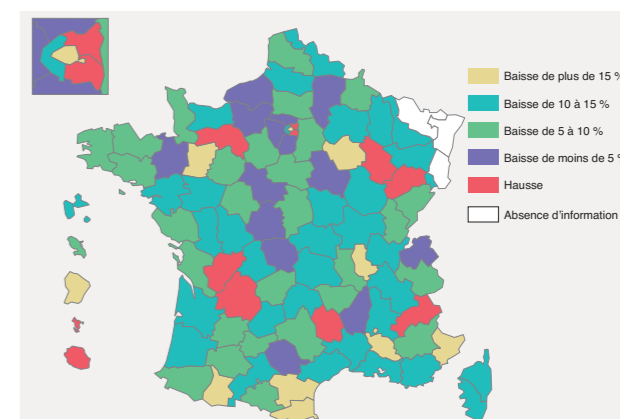 Baisse de plus de 15 %
Baisse de 10 à 15 %
Baisse de 5 à 10 %
Baisse de moins de 5 %
Hausse
Absence d'information